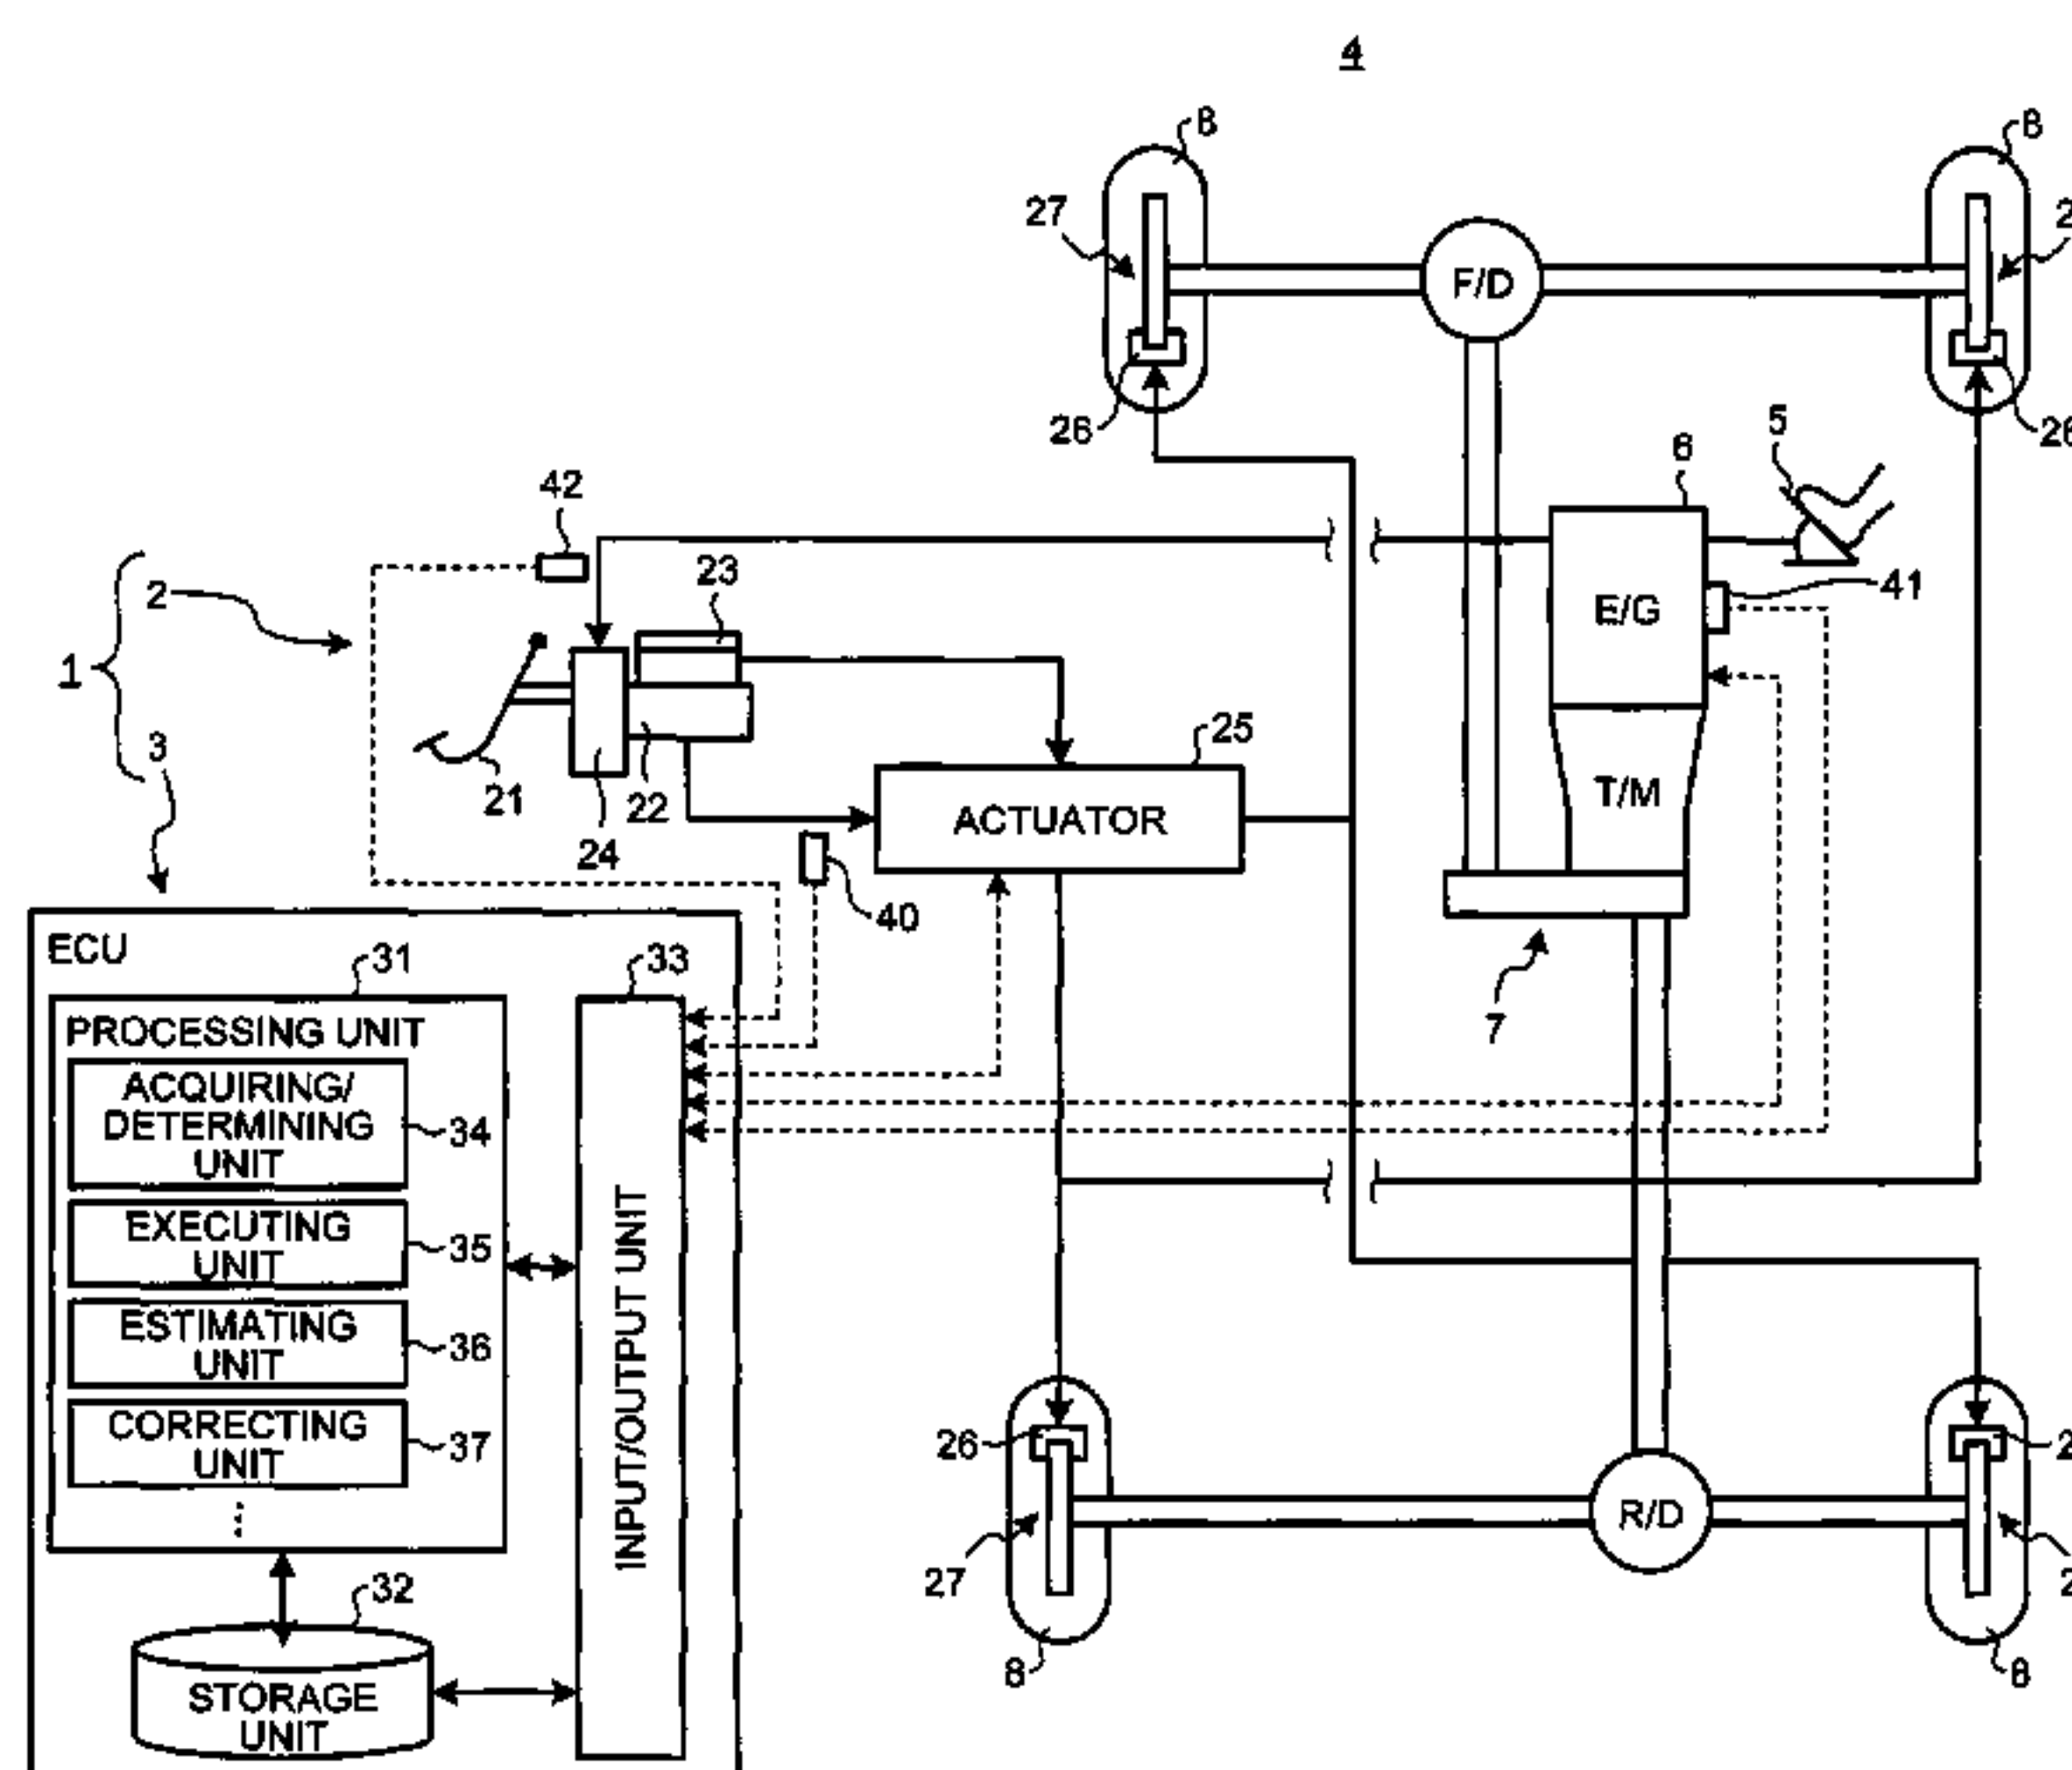 4
8
8
27
F/D
26
26
5
6
42
23
E/G
41
2
1
3
25
21
22
T/M
ACTUATOR
24
40
ECU
31
33
7
PROCESSING UNIT
ACQUIRING/
DETERMINING
UNIT
34
INPUT/OUTPUT UNIT
EXECUTING
UNIT
35
ESTIMATING
UNIT
36
CORRECTING
UNIT
37
26
R/D
27
32
STORAGE
UNIT
8
8